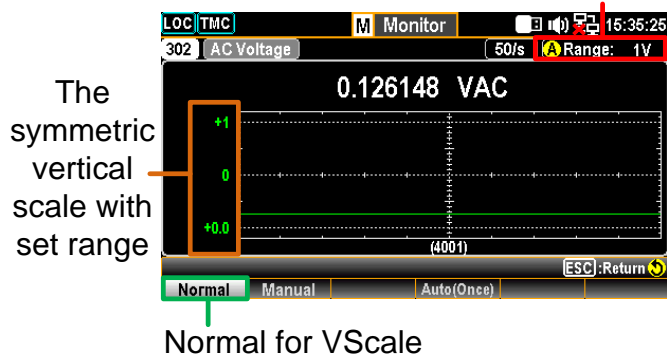 LOC TMC M Monitor 15:35:25
302 AC Voltage 50/s A Range: 1V
0.126148 VAC
The
symmetric
vertical
scale with
set range
+1
0
+0.0
(4001)
ESC :Return
Normal Manual Auto(Once)
Normal for VScale